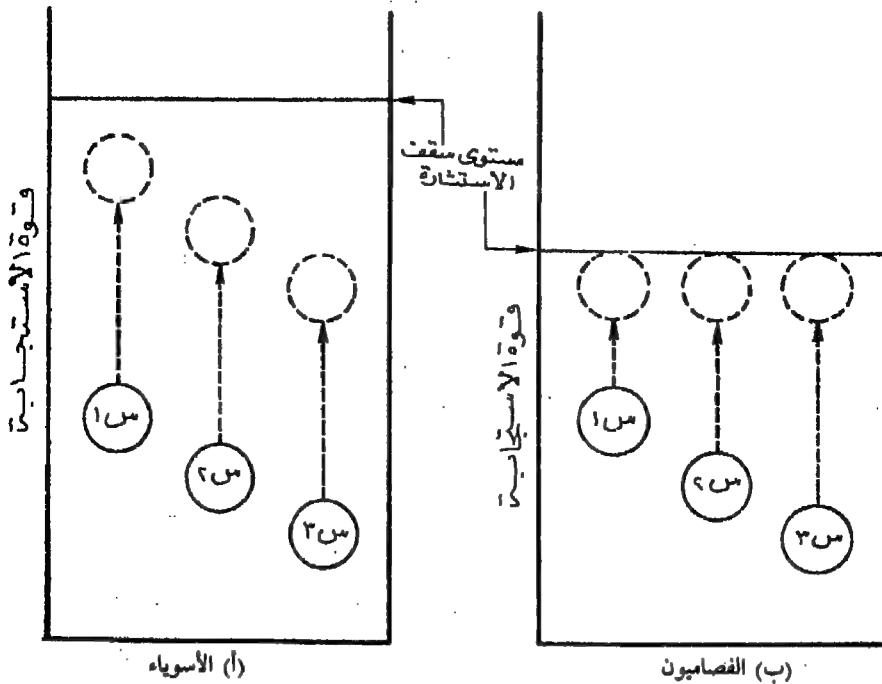 مستوى سقف
الاستثارة
قوة الاستجابة
س١
س٢
س٣
(أ) الأسوياء
قوة الاستجابة
س١
س٢
س٣
(ب) الفصاميون